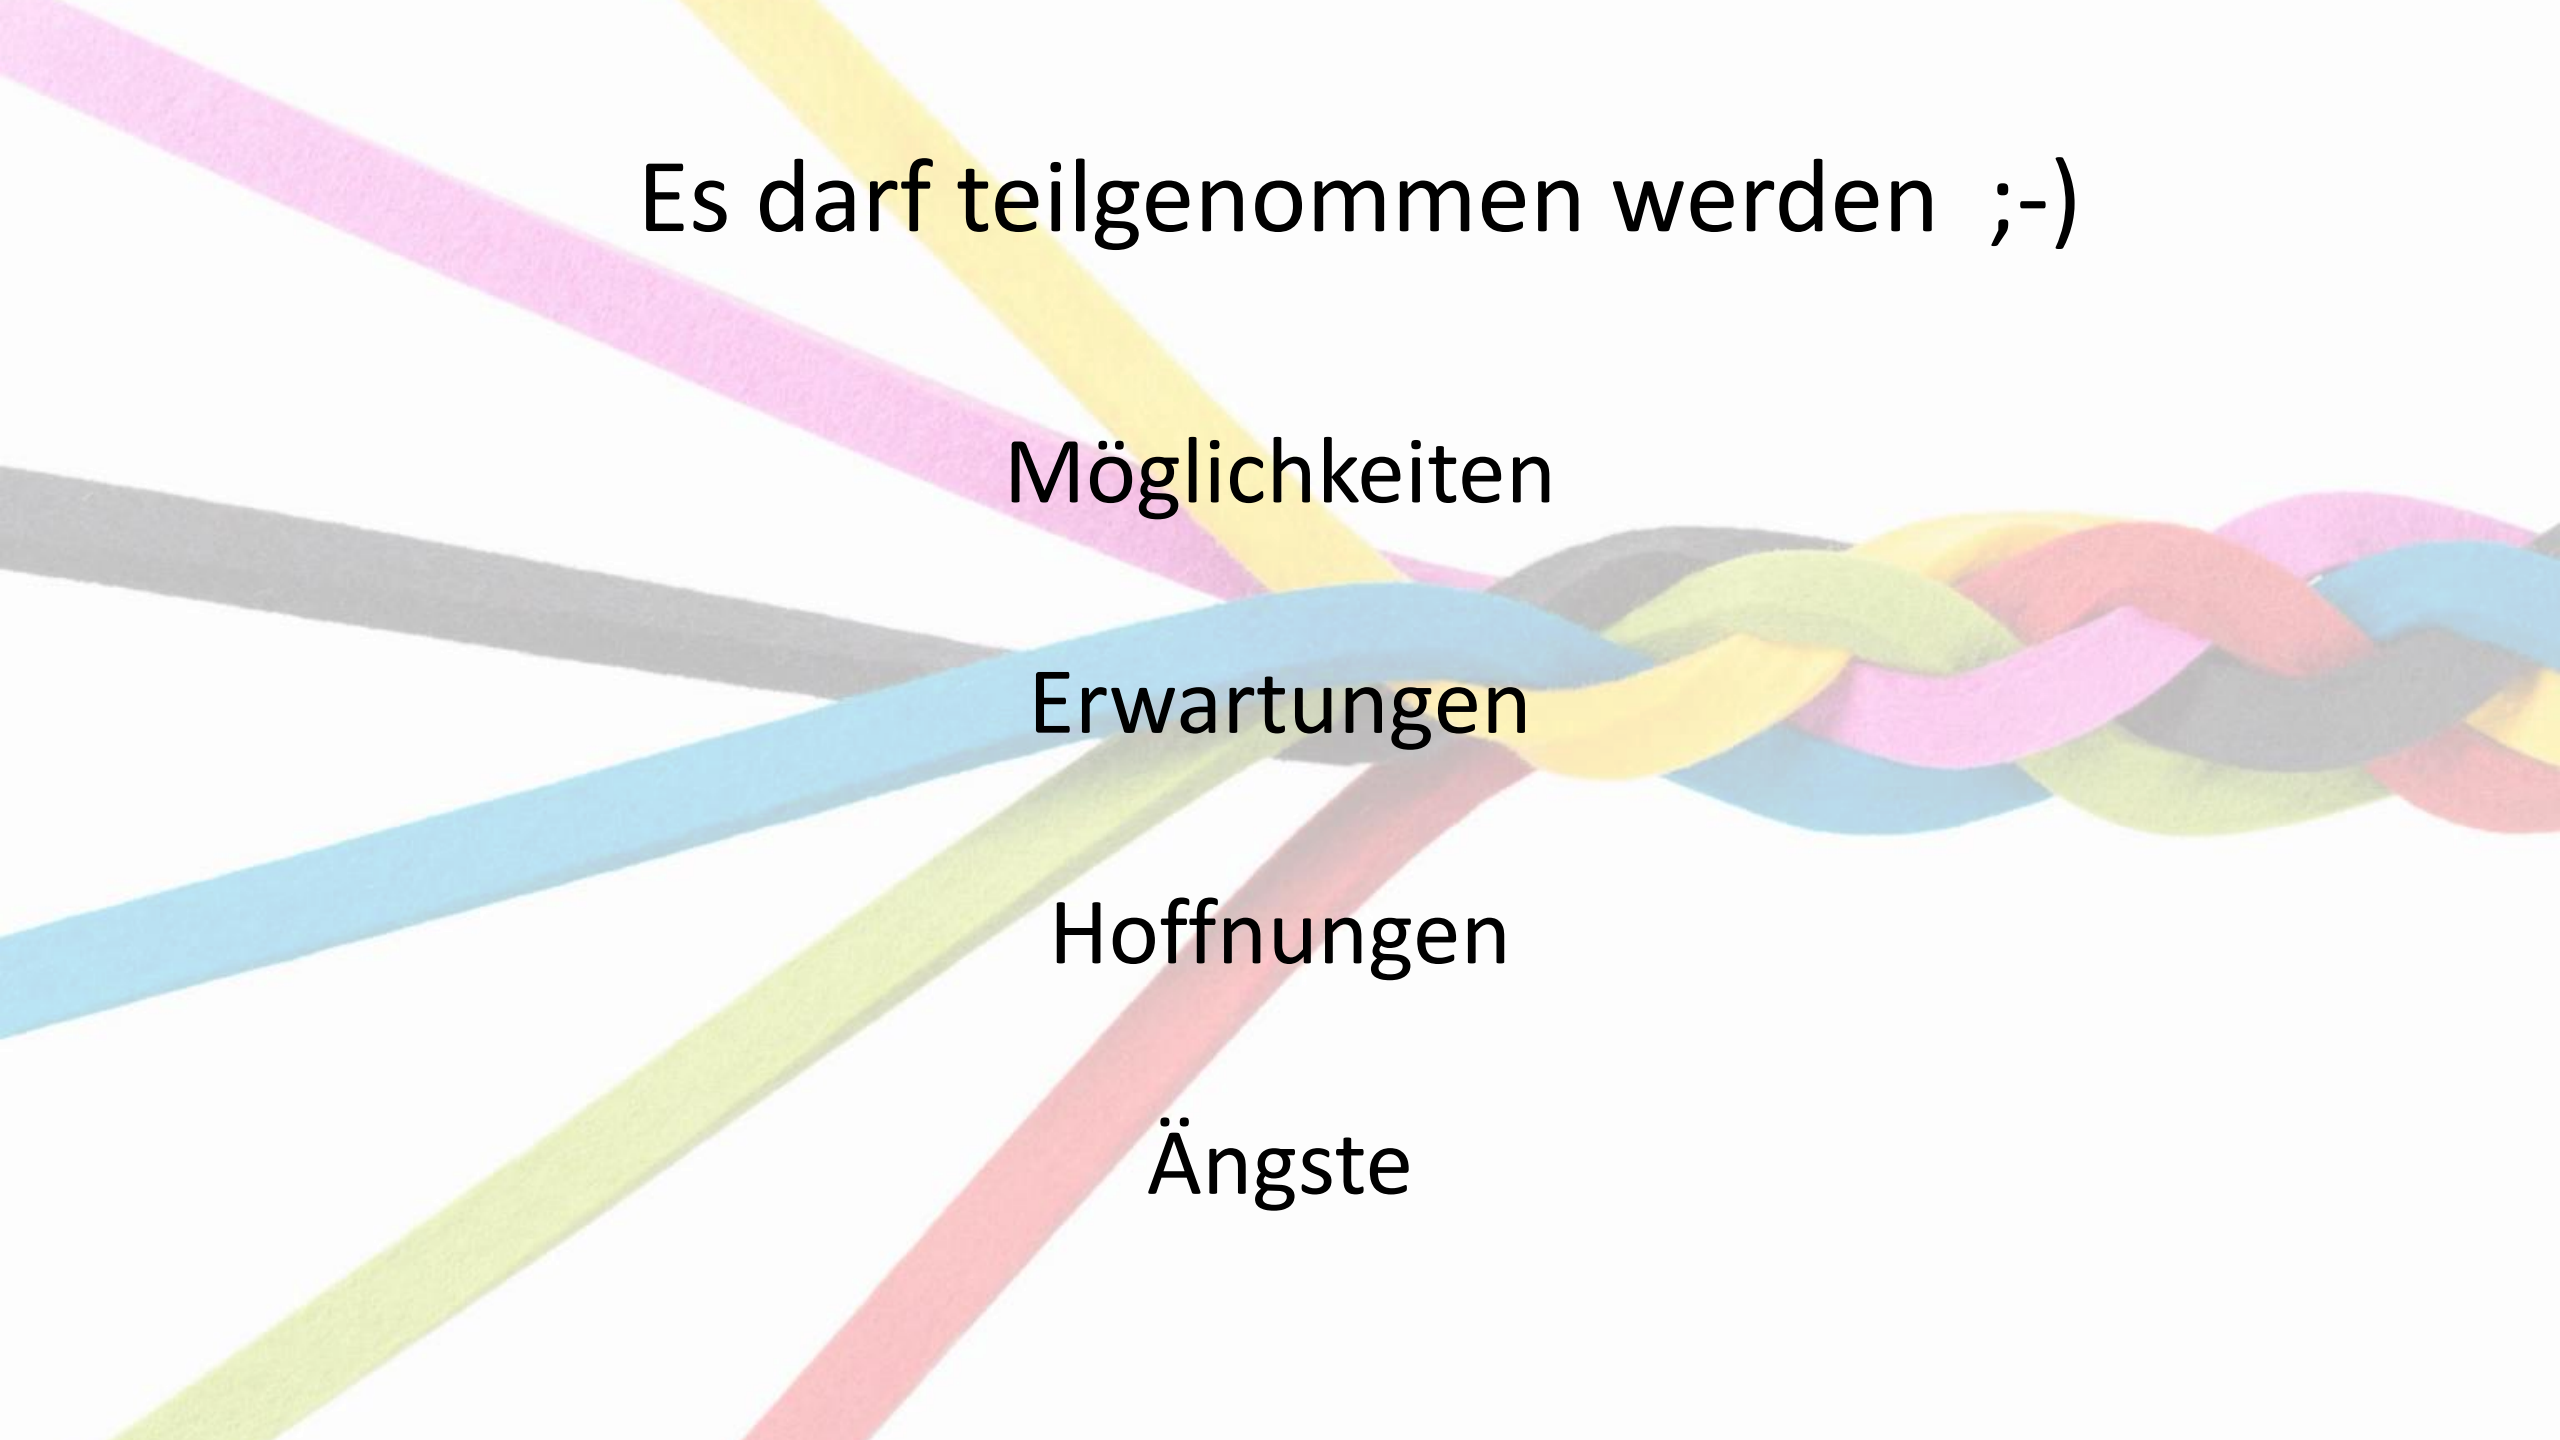 Es darf teilgenommen werden  ;-)
Möglichkeiten
Erwartungen
Hoffnungen
Ängste